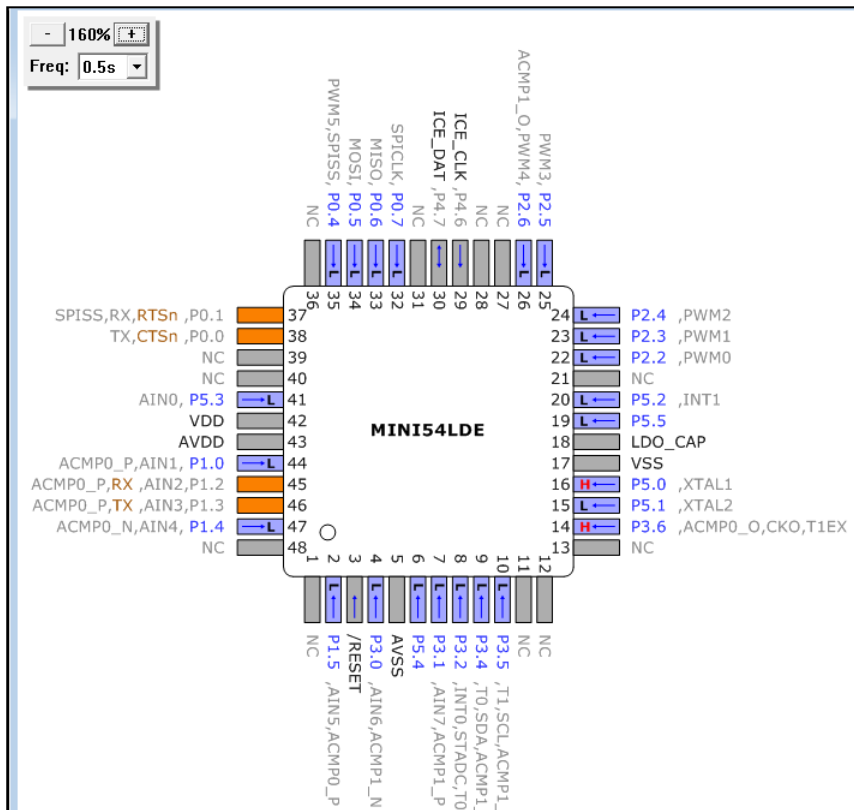 - 160% +
Freq: 0.5s
PWM5,SPISS, P0.4
MOSI, P0.5
MISO, P0.6
SPICLK, P0.7
ICE_DAT ,P4.7
ICE_CLK ,P4.6
ACMP1_O,PWM4, P2.6
PWM3, P2.5
NC
NC
NC
NC
L
L
L
L
L
L
36
35
34
33
32
31
30
29
28
27
26
25
SPISS,RX,RTSn ,P0.1 37
TX,CTSn ,P0.0 38
NC 39
NC 40
AIN0, P5.3 L 41
VDD 42
AVDD 43
ACMP0_P,AIN1, P1.0 L 44
ACMP0_P,RX ,AIN2,P1.2 45
ACMP0_P,TX ,AIN3,P1.3 46
ACMP0_N,AIN4, P1.4 L 47
NC 48
MINI54LDE
24 L P2.4 ,PWM2
23 L P2.3 ,PWM1
22 L P2.2 ,PWM0
21 NC
20 L P5.2 ,INT1
19 L P5.5
18 LDO_CAP
17 VSS
16 H P5.0 ,XTAL1
15 L P5.1 ,XTAL2
14 H P3.6 ,ACMP0_O,CKO,T1EX
13 NC
1
2
3
4
5
6
7
8
9
10
11
12
L
L
L
L
L
L
L
NC
P1.5 ,AIN5,ACMP0_P
/RESET
P3.0 ,AIN6,ACMP1_N
AVSS
P5.4
P3.1 ,AIN7,ACMP1_P
P3.2 ,INT0,STADC,T0
P3.4 ,T0,SDA,ACMP1_
P3.5 ,T1,SCL,ACMP1_
NC
NC